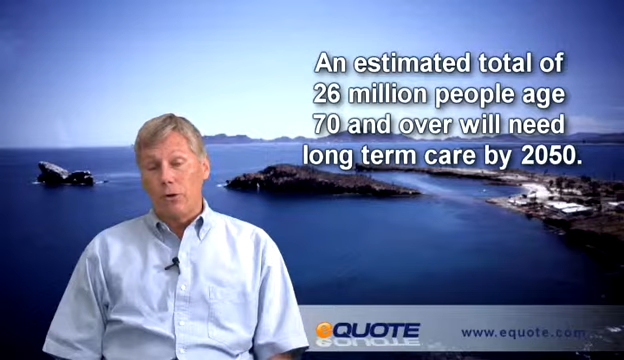 An estimated total of
26 million people age
70 and over will need
long term care by 2050.
eQUOTE www.equote.com